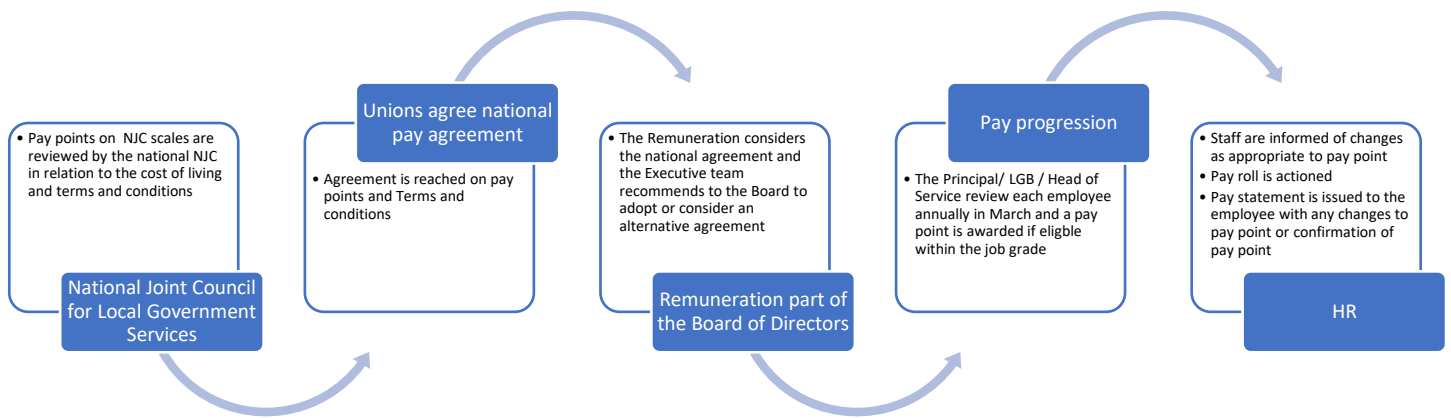 • Pay points on NJC scales are
reviewed by the national NJC
in relation to the cost of living
and terms and conditions
National Joint Council
for Local Government
Services
Unions agree national
pay agreement
• Agreement is reached on pay
points and Terms and
conditions
• The Remuneration considers
the national agreement and
the Executive team
recommends to the Board to
adopt or consider an
alternative agreement
Remuneration part of
the Board of Directors
Pay progression
• The Principal/ LGB / Head of
Service review each employee
annually in March and a pay
point is awarded if eligble
within the job grade
• Staff are informed of changes
as appropriate to pay point
• Pay roll is actioned
• Pay statement is issued to the
employee with any changes to
pay point or confirmation of
pay point
HR